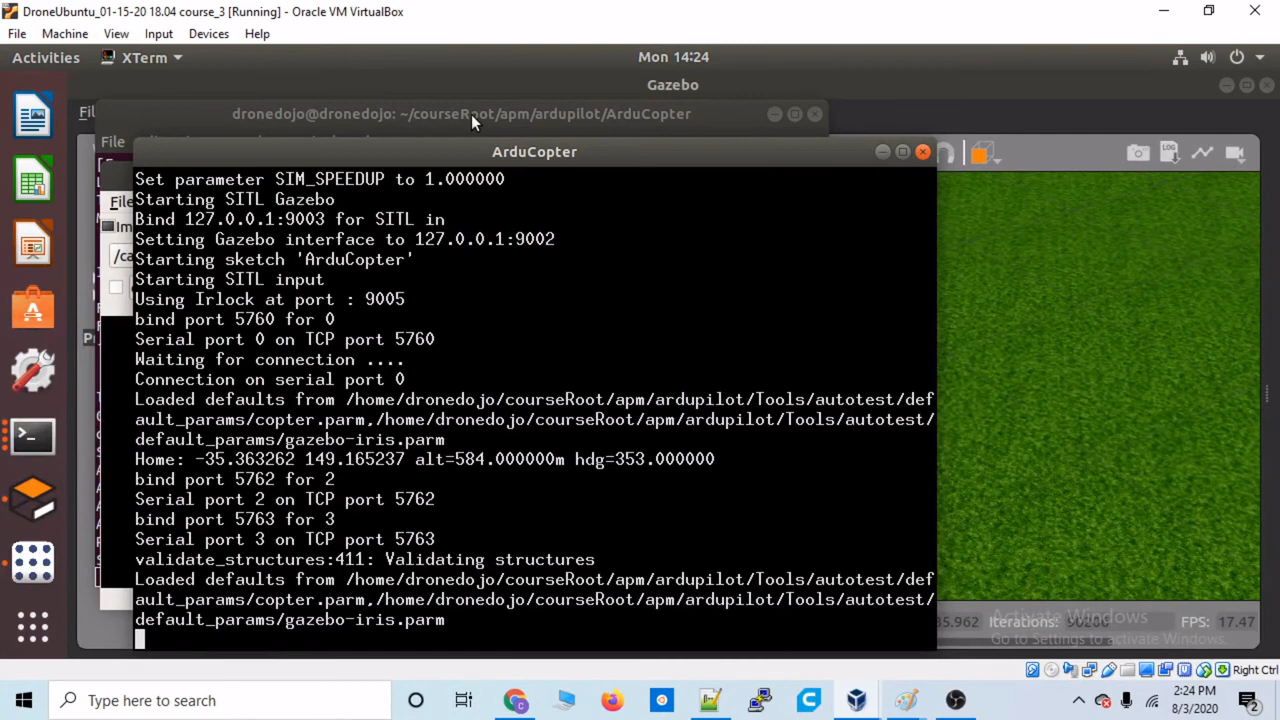 DroneUbuntu_01-15-20 18.04 course_3 [Running] - Oracle VM VirtualBox
File Machine View Input Devices Help
Activities XTerm Mon 14:24
Gazebo
dronedojo@dronedojo: ~/courseRoot/apm/ardupilot/ArduCopter
File
ArduCopter
Set parameter SIM_SPEEDUP to 1.000000
Starting SITL Gazebo
Bind 127.0.0.1:9003 for SITL in
Setting Gazebo interface to 127.0.0.1:9002
Starting sketch 'ArduCopter'
Starting SITL input
Using Irlock at port : 9005
bind port 5760 for 0
Serial port 0 on TCP port 5760
Waiting for connection ....
Connection on serial port 0
Loaded defaults from /home/dronedojo/courseRoot/apm/ardupilot/Tools/autotest/def
ault_params/copter.parm,/home/dronedojo/courseRoot/apm/ardupilot/Tools/autotest/
default_params/gazebo-iris.parm
Home: -35.363262 149.165237 alt=584.000000m hdg=353.000000
bind port 5762 for 2
Serial port 2 on TCP port 5762
bind port 5763 for 3
Serial port 3 on TCP port 5763
validate_structures:411: Validating structures
Loaded defaults from /home/dronedojo/courseRoot/apm/ardupilot/Tools/autotest/def
ault_params/copter.parm,/home/dronedojo/courseRoot/apm/ardupilot/Tools/autotest/
default_params/gazebo-iris.parm
35.962 Iterations: 90206 FPS: 17.47
Activate Windows
Go to Settings to activate Windows.
Right Ctrl
Type here to search
2:24 PM
8/3/2020
2